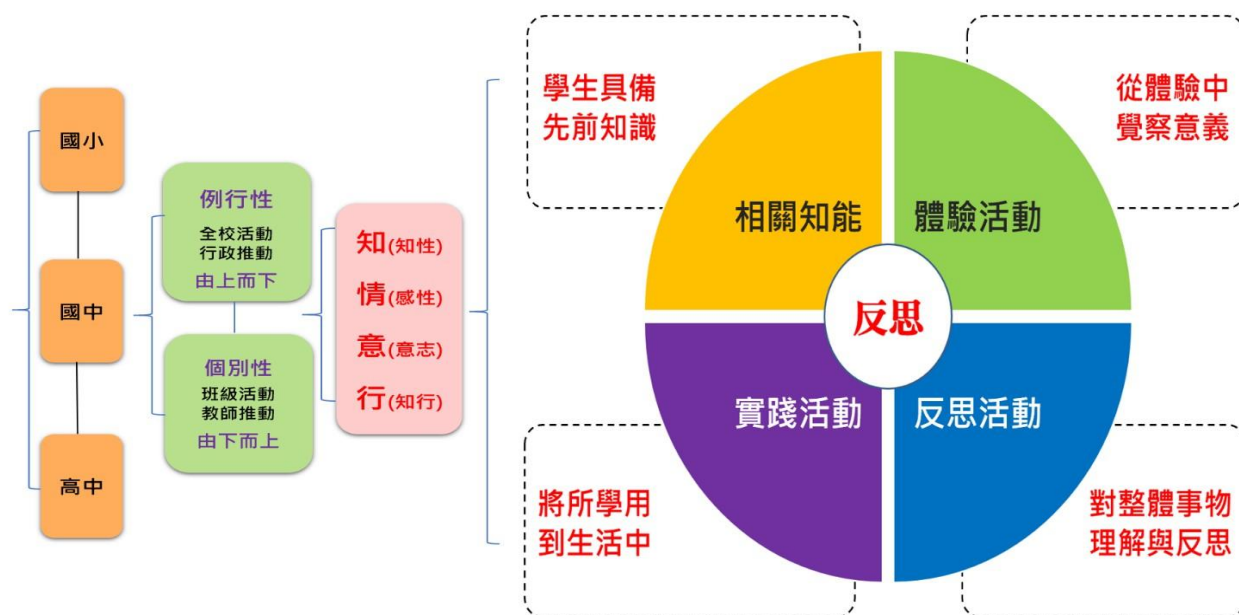 國小
國中
高中
例行性
全校活動
行政推動
由上而下
個別性
班級活動
教師推動
由下而上
知(知性)
情(感性)
意(意志)
行(知行)
學生具備
先前知識
從體驗中
覺察意義
相關知能
體驗活動
反思
實踐活動
反思活動
將所學用
到生活中
對整體事物
理解與反思